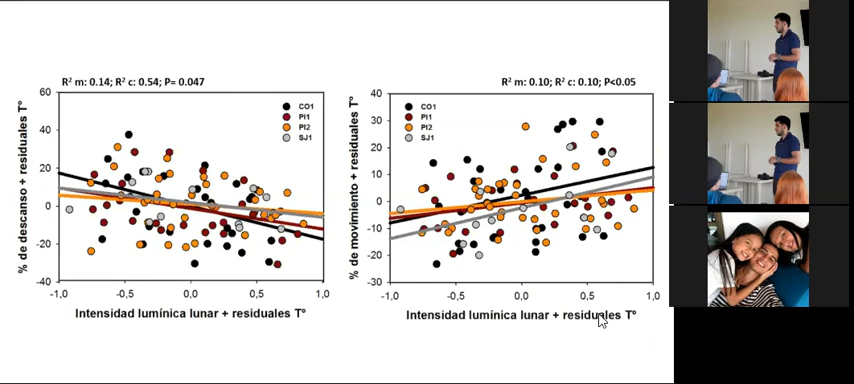 R² m: 0.14; R² c: 0.54; P= 0.047
% de descanso + residuales T°
60
40
20
0
-20
-40
CO1
PI1
PI2
SJ1
-1,0 -0,5 0,0 0,5 1,0
Intensidad lumínica lunar + residuales T°
R² m: 0.10; R² c: 0.10; P<0.05
% de movimiento + residuales T°
40
30
20
10
0
-10
-20
-30
CO1
PI1
PI2
SJ1
-1,0 -0,5 0,0 0,5 1,0
Intensidad lumínica lunar + residuales T°